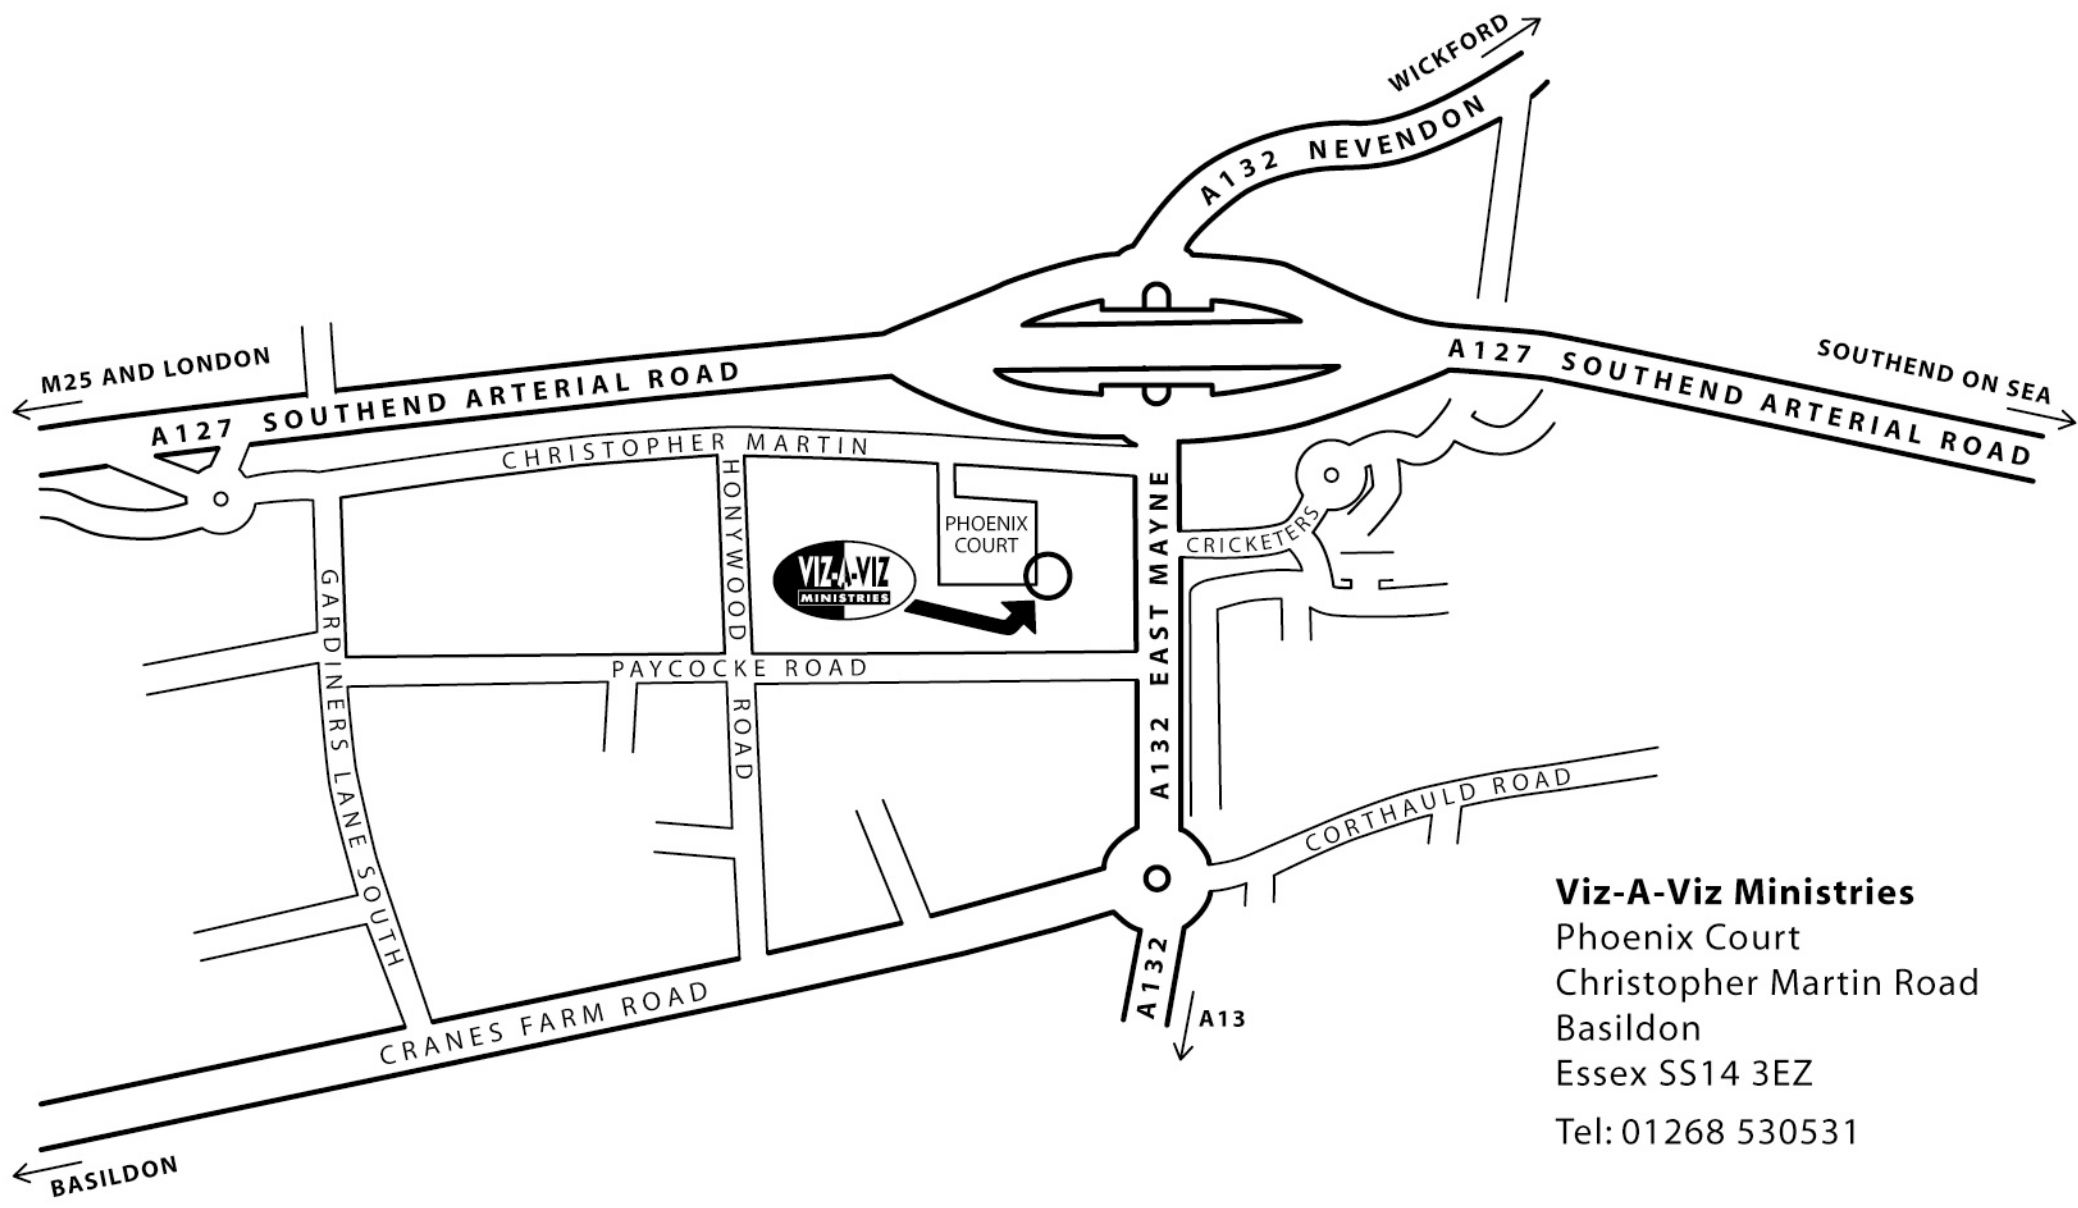 WICKFORD
A132 NEVENDON
M25 AND LONDON
A127 SOUTHEND ARTERIAL ROAD
A127 SOUTHEND ARTERIAL ROAD
SOUTHEND ON SEA
CHRISTOPHER MARTIN
HONYWOOD ROAD
PHOENIX
COURT
VIZ-A-VIZ
MINISTRIES
A132 EAST MAYNE
CRICKETERS
GARDINERS LANE SOUTH
PAYCOCKE ROAD
CORTHAULD ROAD
CRANES FARM ROAD
A132
A13
BASILDON
Viz-A-Viz Ministries
Phoenix Court
Christopher Martin Road
Basildon
Essex SS14 3EZ
Tel: 01268 530531